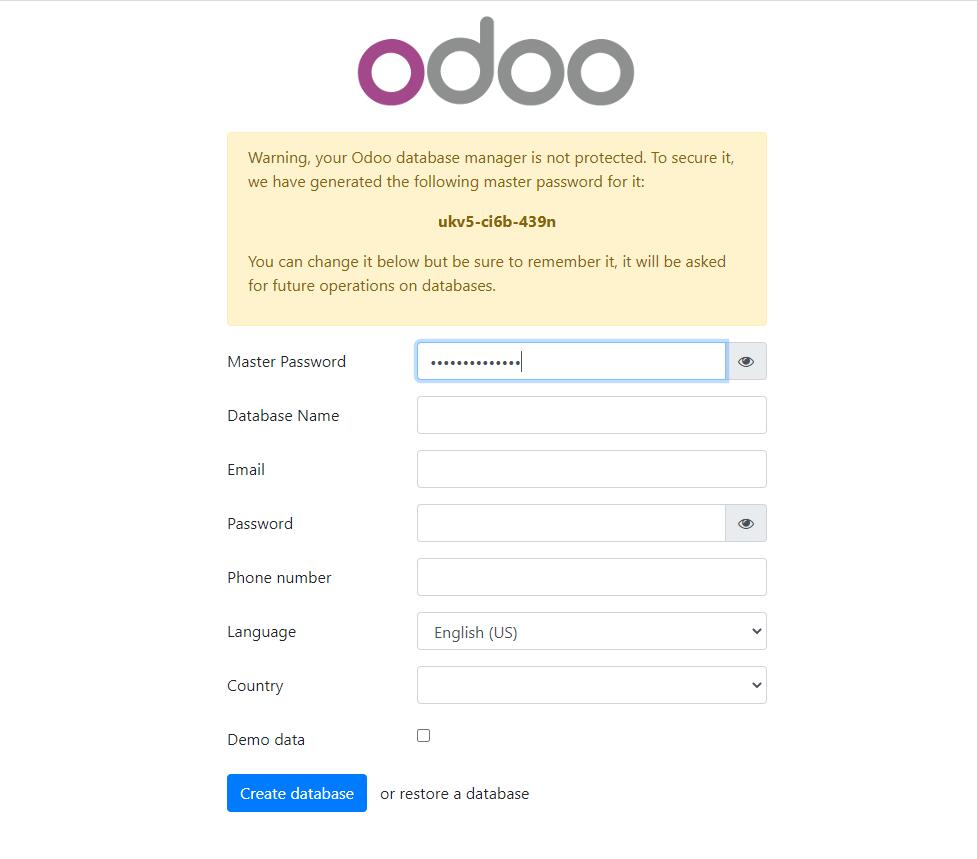 odoo
Warning, your Odoo database manager is not protected. To secure it,
we have generated the following master password for it:
ukv5-ci6b-439n
You can change it below but be sure to remember it, it will be asked
for future operations on databases.
Master Password ••••••••••••••
Database Name
Email
Password
Phone number
Language English (US)
Country
Demo data
Create database or restore a database